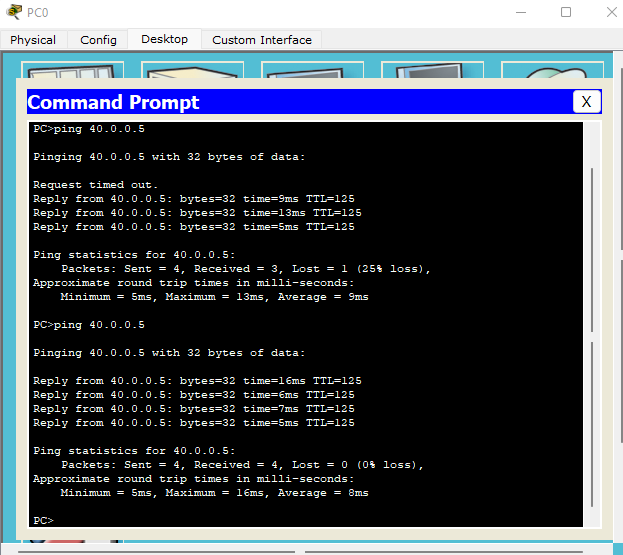 PC0
Physical Config Desktop Custom Interface
Command Prompt X
PC>ping 40.0.0.5
Pinging 40.0.0.5 with 32 bytes of data:
Request timed out.
Reply from 40.0.0.5: bytes=32 time=9ms TTL=125
Reply from 40.0.0.5: bytes=32 time=13ms TTL=125
Reply from 40.0.0.5: bytes=32 time=5ms TTL=125
Ping statistics for 40.0.0.5:
Packets: Sent = 4, Received = 3, Lost = 1 (25% loss),
Approximate round trip times in milli-seconds:
Minimum = 5ms, Maximum = 13ms, Average = 9ms
PC>ping 40.0.0.5
Pinging 40.0.0.5 with 32 bytes of data:
Reply from 40.0.0.5: bytes=32 time=16ms TTL=125
Reply from 40.0.0.5: bytes=32 time=6ms TTL=125
Reply from 40.0.0.5: bytes=32 time=7ms TTL=125
Reply from 40.0.0.5: bytes=32 time=5ms TTL=125
Ping statistics for 40.0.0.5:
Packets: Sent = 4, Received = 4, Lost = 0 (0% loss),
Approximate round trip times in milli-seconds:
Minimum = 5ms, Maximum = 16ms, Average = 8ms
PC>